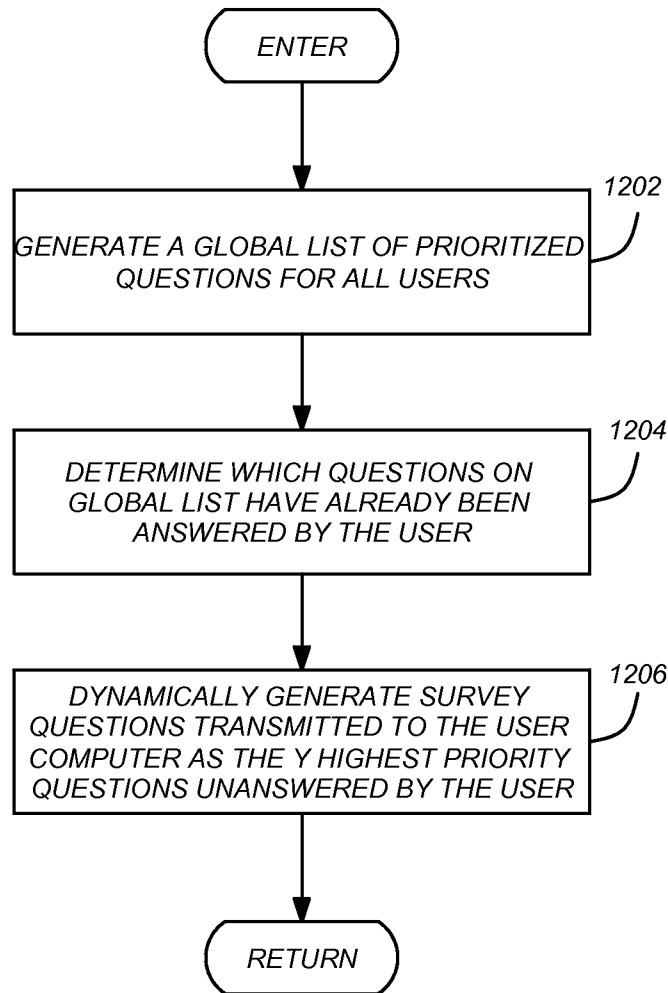 ENTER
1202
GENERATE A GLOBAL LIST OF PRIORITIZED
QUESTIONS FOR ALL USERS
1204
DETERMINE WHICH QUESTIONS ON
GLOBAL LIST HAVE ALREADY BEEN
ANSWERED BY THE USER
1206
DYNAMICALLY GENERATE SURVEY
QUESTIONS TRANSMITTED TO THE USER
COMPUTER AS THE Y HIGHEST PRIORITY
QUESTIONS UNANSWERED BY THE USER
RETURN